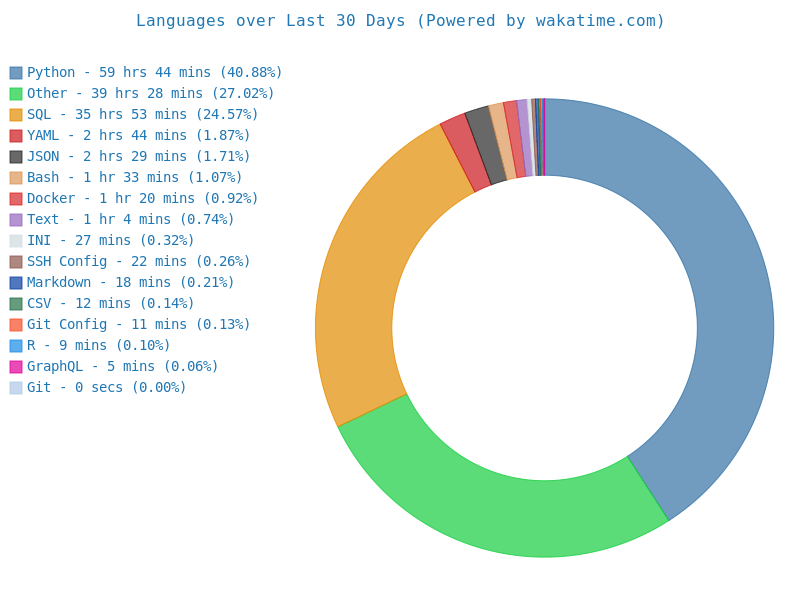 Languages over Last 30 Days (Powered by wakatime.com)
Python - 59 hrs 44 mins (40.88%)
Other - 39 hrs 28 mins (27.02%)
SQL - 35 hrs 53 mins (24.57%)
YAML - 2 hrs 44 mins (1.87%)
JSON - 2 hrs 29 mins (1.71%)
Bash - 1 hr 33 mins (1.07%)
Docker - 1 hr 20 mins (0.92%)
Text - 1 hr 4 mins (0.74%)
INI - 27 mins (0.32%)
SSH Config - 22 mins (0.26%)
Markdown - 18 mins (0.21%)
CSV - 12 mins (0.14%)
Git Config - 11 mins (0.13%)
R - 9 mins (0.10%)
GraphQL - 5 mins (0.06%)
Git - 0 secs (0.00%)